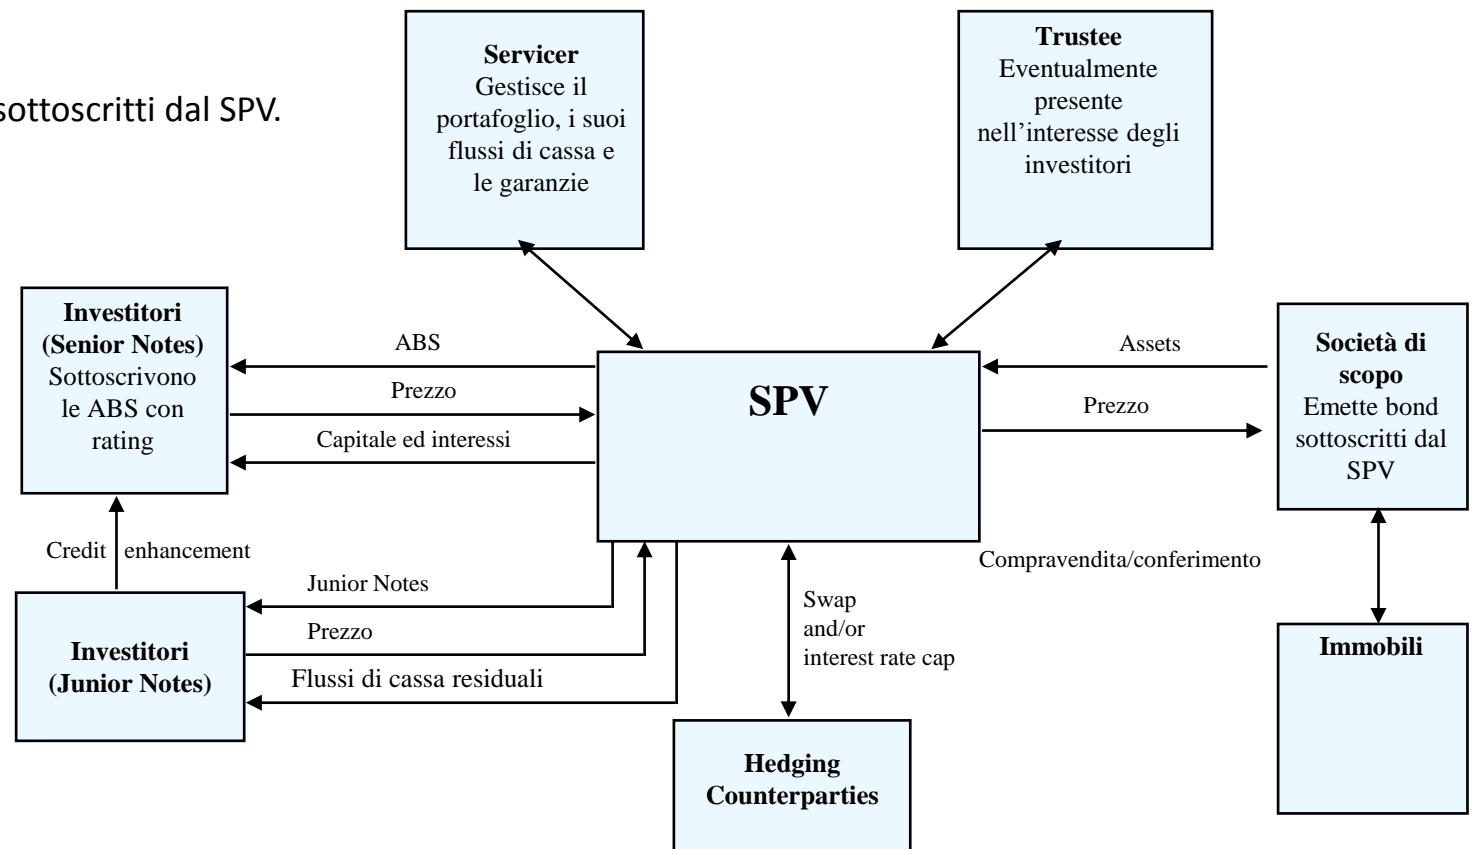 sottoscritti dal SPV.
Servicer
Gestisce il
portafoglio, i suoi
flussi di cassa e
le garanzie
Trustee
Eventualmente
presente
nell’interesse degli
investitori
Investitori
(Senior Notes)
Sottoscrivono
le ABS con
rating
ABS
Prezzo
Capitale ed interessi
SPV
Assets
Prezzo
Società di
scopo
Emette bond
sottoscritti dal
SPV
Credit enhancement
Junior Notes
Prezzo
Flussi di cassa residuali
Investitori
(Junior Notes)
Swap
and/or
interest rate cap
Compravendita/conferimento
Immobili
Hedging
Counterparties